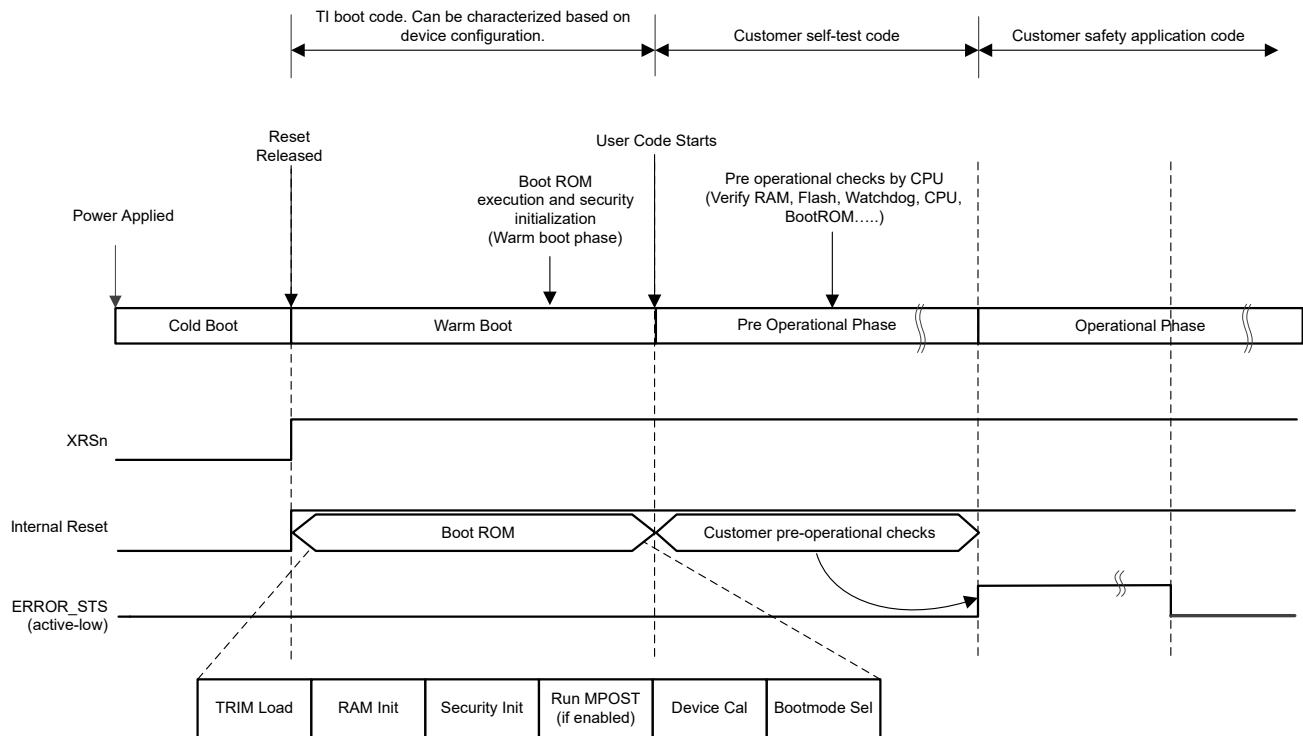 TI boot code. Can be characterized based on
device configuration.
Customer self-test code
Customer safety application code
Reset
Released
User Code Starts
Power Applied
Boot ROM
execution and security
initialization
(Warm boot phase)
Pre operational checks by CPU
(Verify RAM, Flash, Watchdog, CPU,
BootROM…..)
Cold Boot
Warm Boot
Pre Operational Phase
Operational Phase
XRSn
Internal Reset
Boot ROM
Customer pre-operational checks
ERROR_STS
(active-low)
TRIM Load
RAM Init
Security Init
Run MPOST
(if enabled)
Device Cal
Bootmode Sel